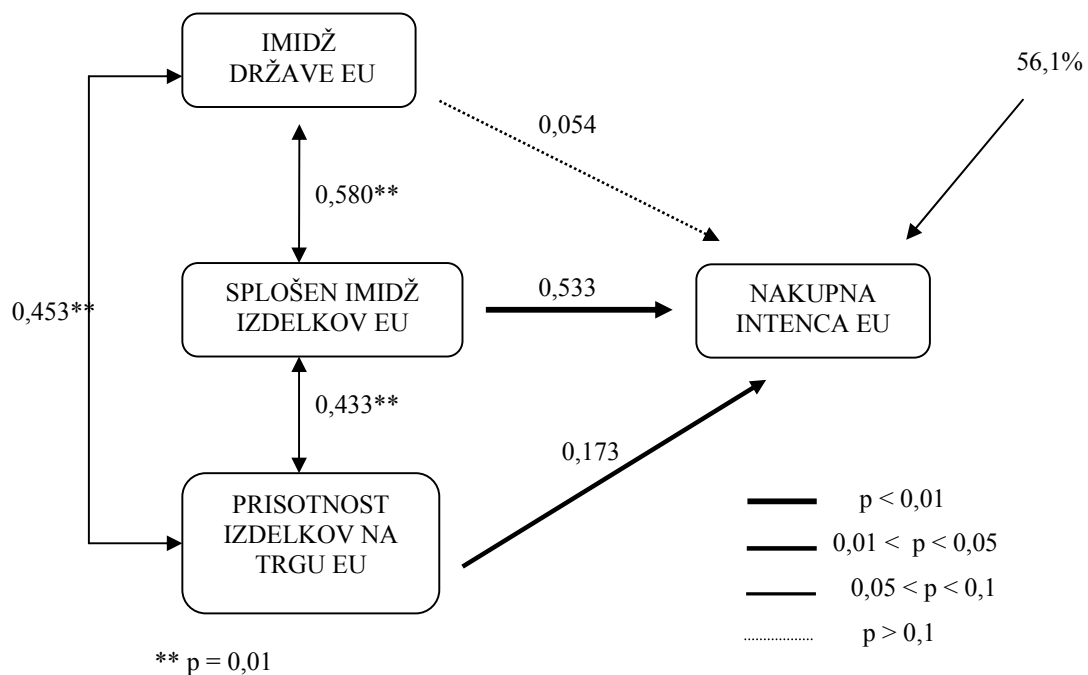 IMIDŽ
DRŽAVE EU
56,1%
0,054
0,580**
SPLOŠEN IMIDŽ
IZDELKOV EU
0,533
NAKUPNA
INTENCA EU
0,453**
0,433**
0,173
PRISOTNOST
IZDELKOV NA
TRGU EU
p < 0,01
0,01 < p < 0,05
0,05 < p < 0,1
p > 0,1
** p = 0,01